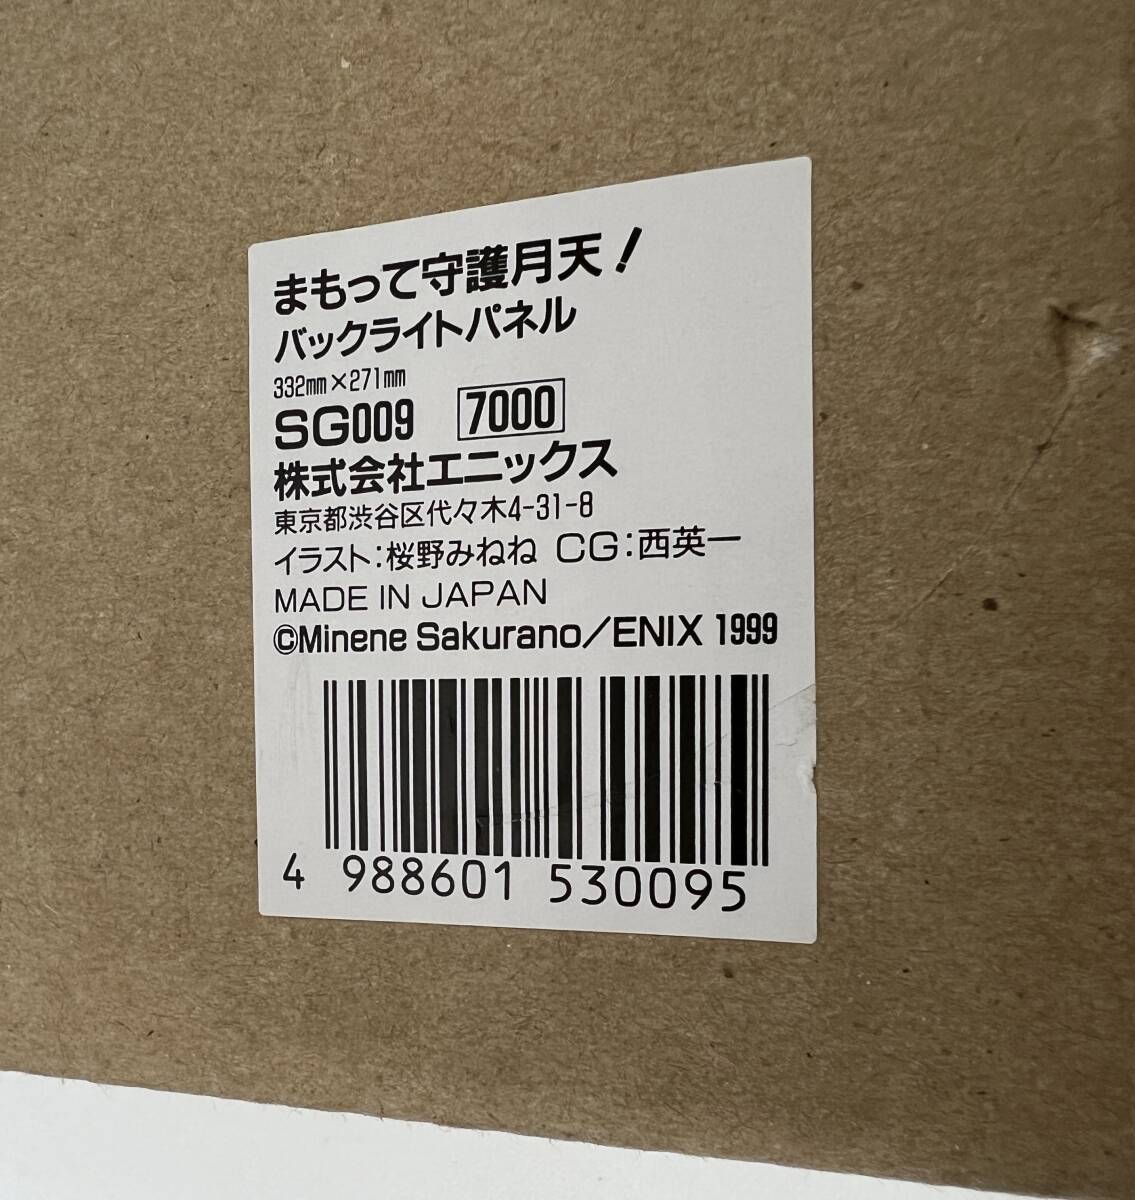 まもって守護月天！
バックライトパネル
332mm×271mm
SG009 7000
株式会社エニックス
東京都渋谷区代々木4-31-8
イラスト：桜野みねね CG：西英一
MADE IN JAPAN
©Minene Sakurano／ENIX 1999
4 988601 530095